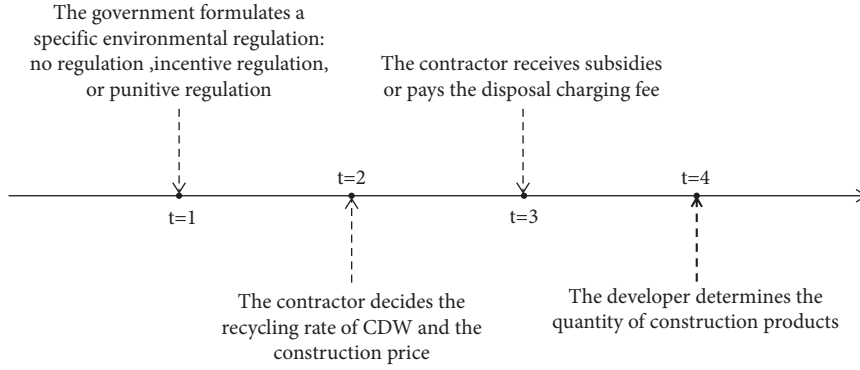 The government formulates a
specific environmental regulation:
no regulation ,incentive regulation,
or punitive regulation
The contractor receives subsidies
or pays the disposal charging fee
t=2
t=4
t=1
t=3
The contractor decides the
recycling rate of CDW and the
construction price
The developer determines the
quantity of construction products